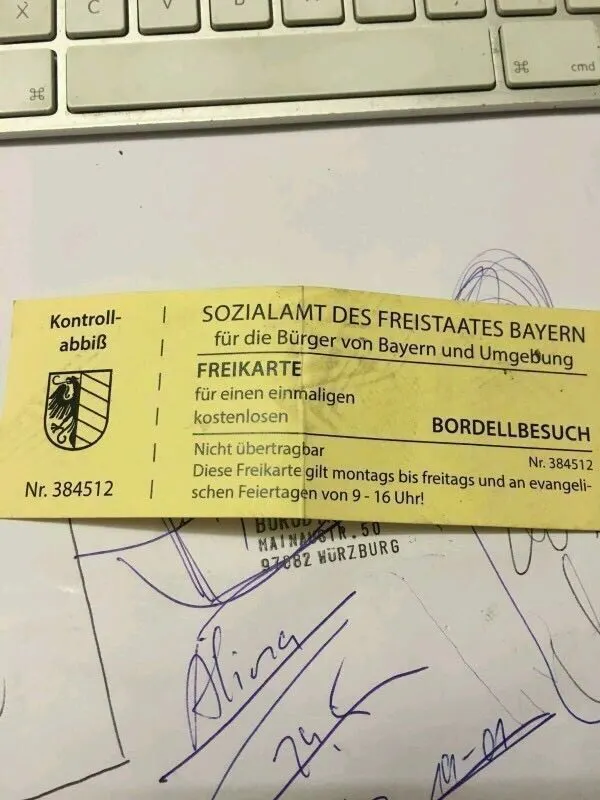 X
C
V
B
N
M
⌘
⌘ cmd
Kontroll-
abbiß
Nr. 384512
SOZIALAMT DES FREISTAATES BAYERN
für die Bürger von Bayern und Umgebung
FREIKARTE
für einen einmaligen
kostenlosen
BORDELLBESUCH
Nicht übertragbar
Nr. 384512
Diese Freikarte gilt montags bis freitags und an evangeli-
schen Feiertagen von 9 - 16 Uhr!
MAINAUSTR.50
97082 WÜRZBURG